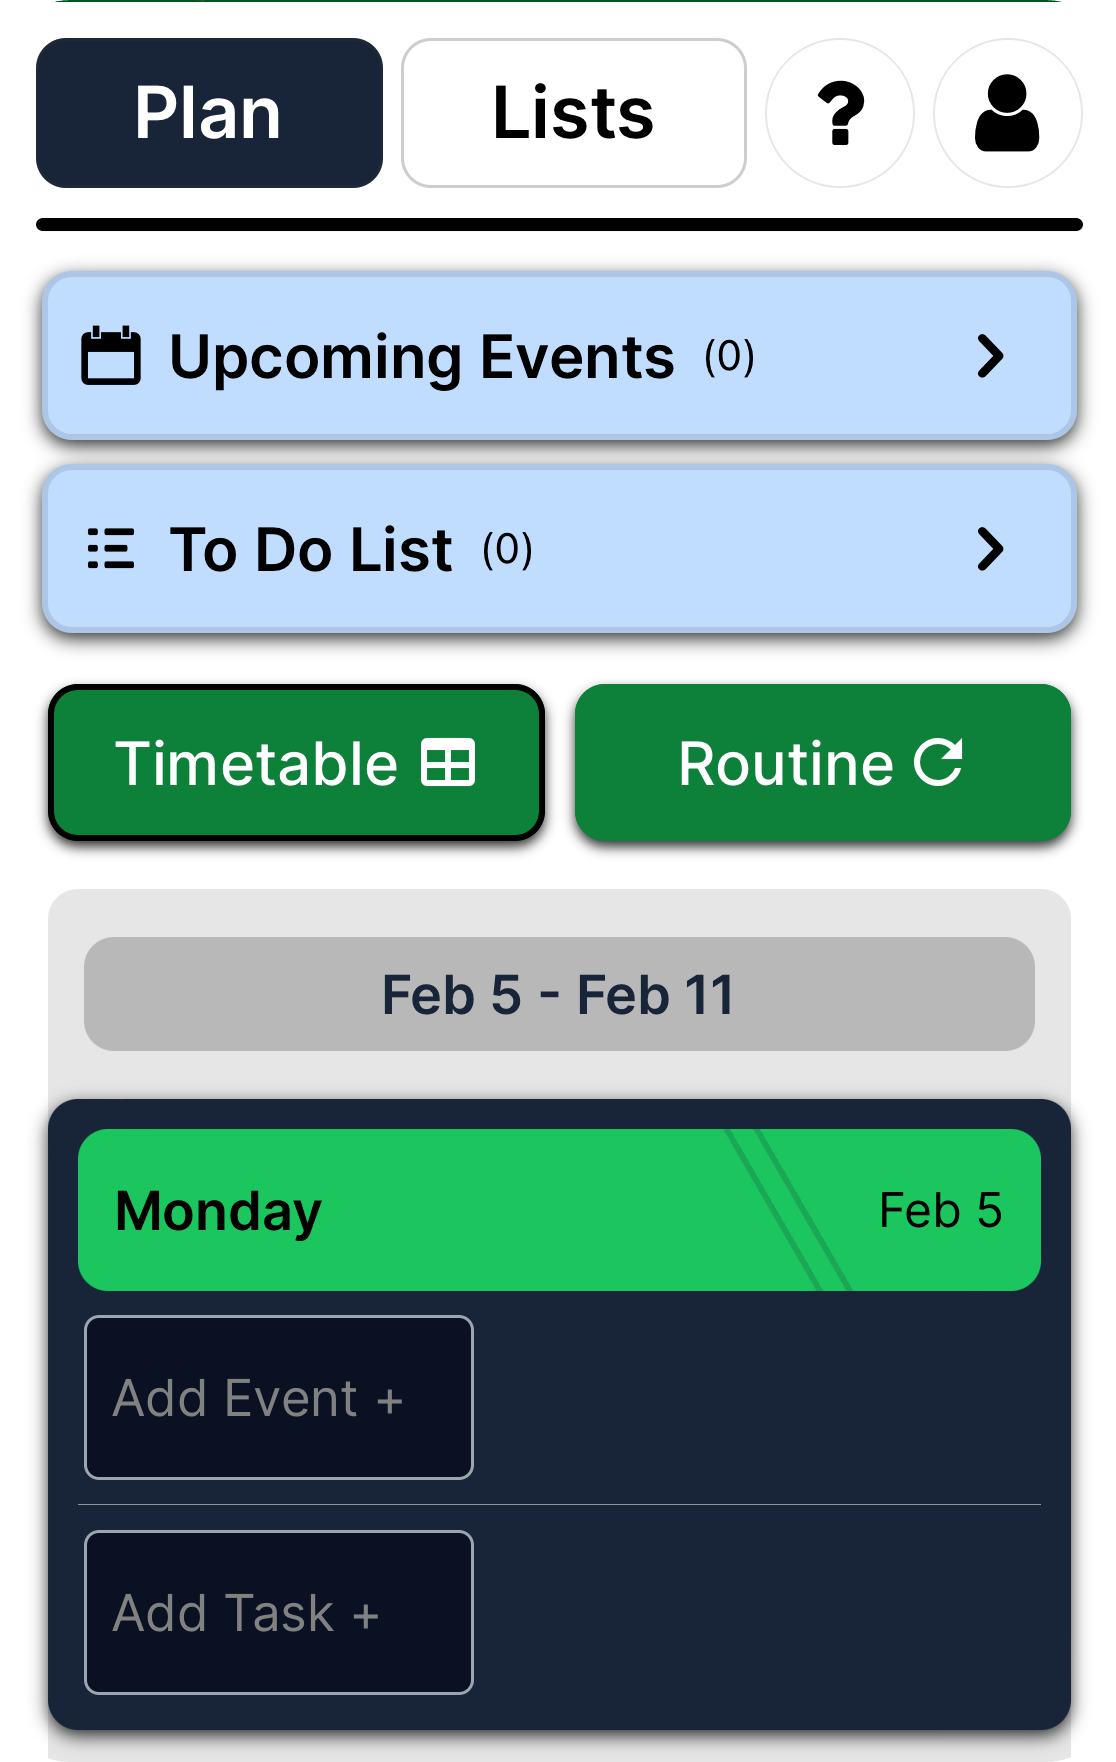 Plan Lists ?
Upcoming Events (0)
To Do List (0)
Timetable Routine
Feb 5 - Feb 11
Monday Feb 5
Add Event +
Add Task +